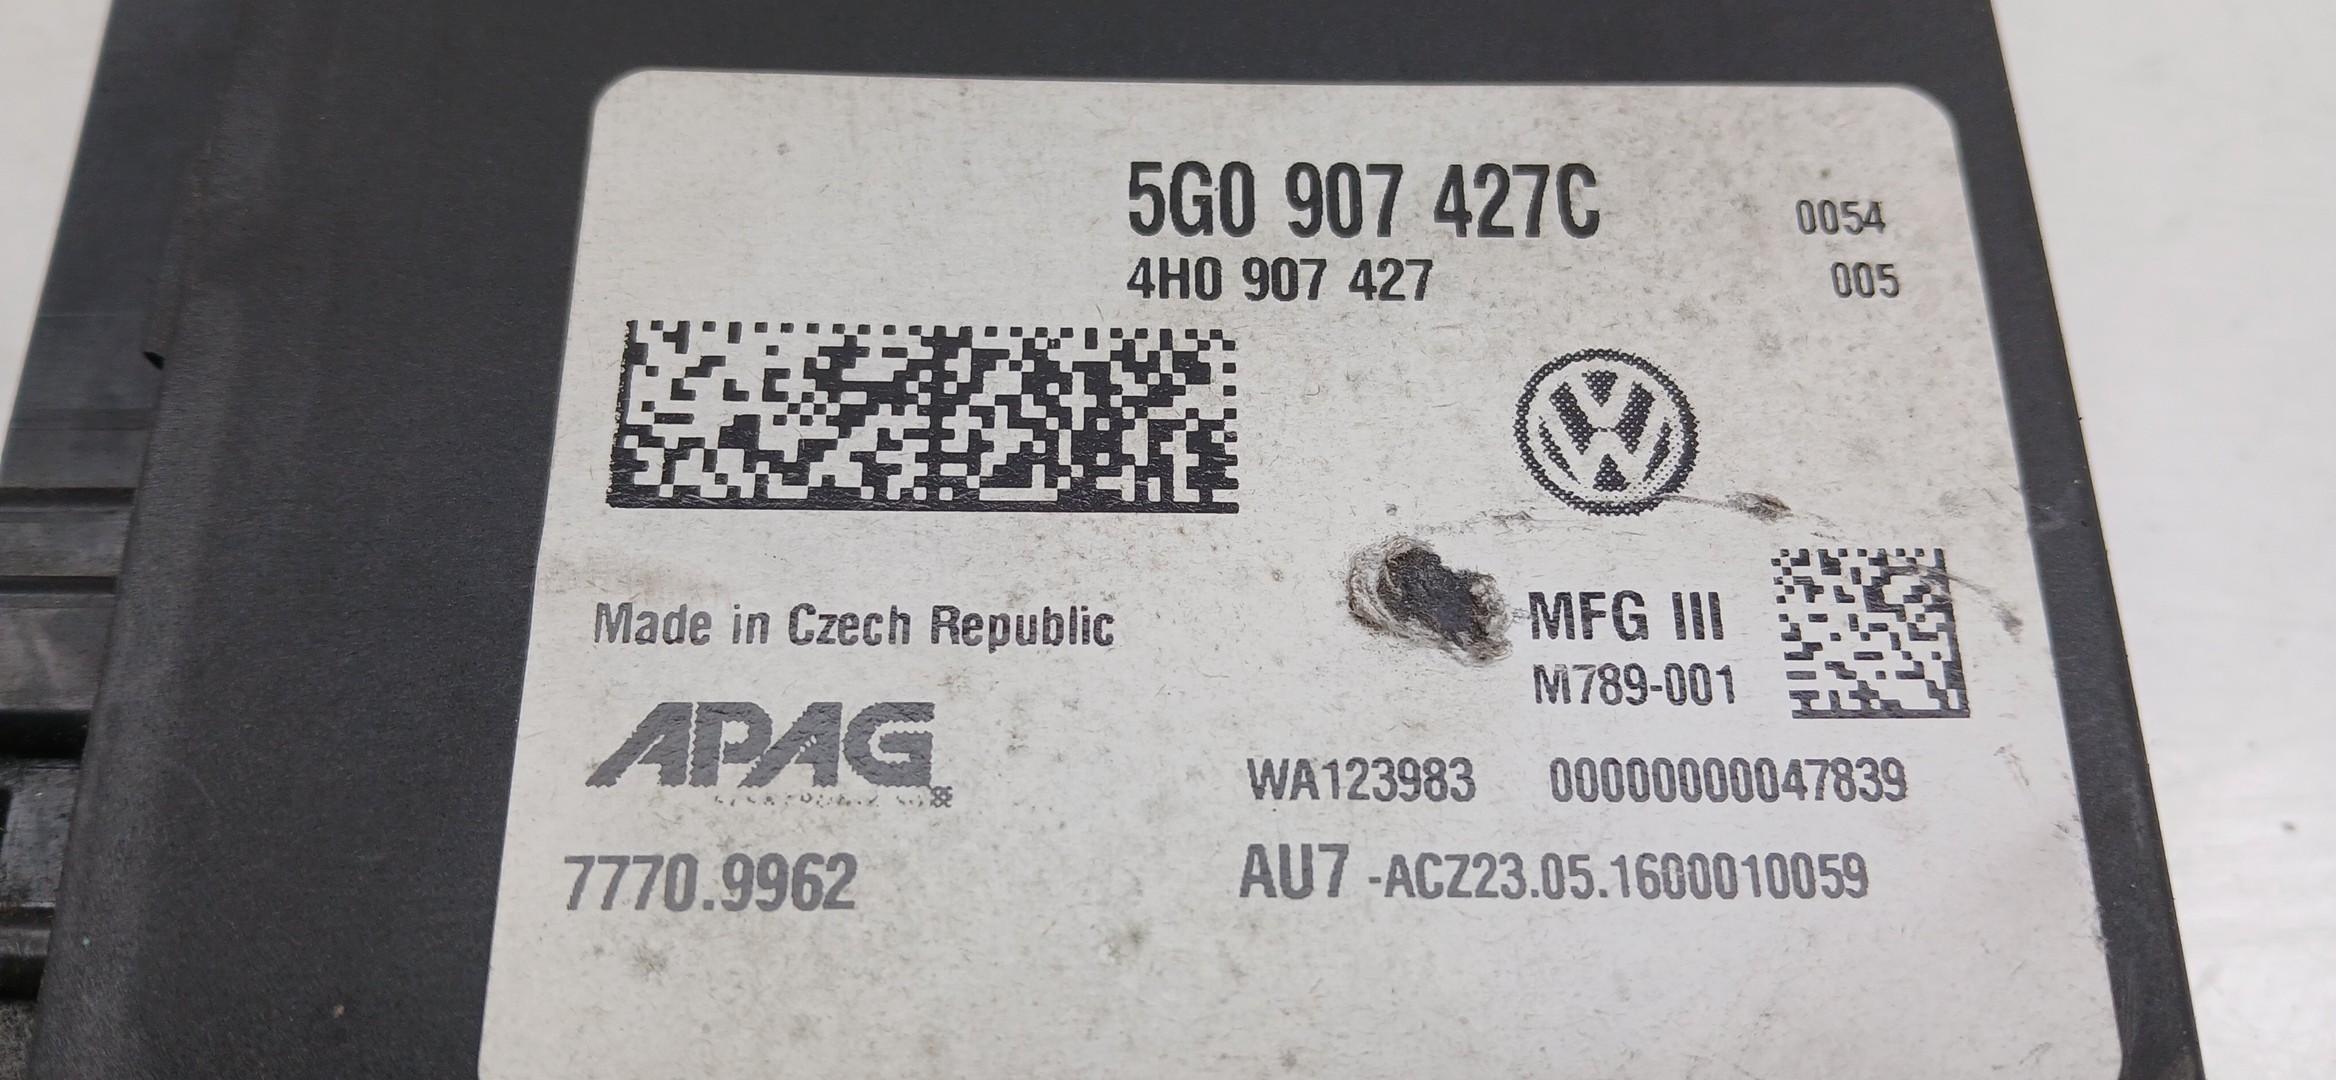 5G0 907 427C 0054
4H0 907 427 005
Made in Czech Republic
MFG III
M789-001
APAG
WA123983 00000000047839
7770.9962
AU7 -ACZ23.05.1600010059